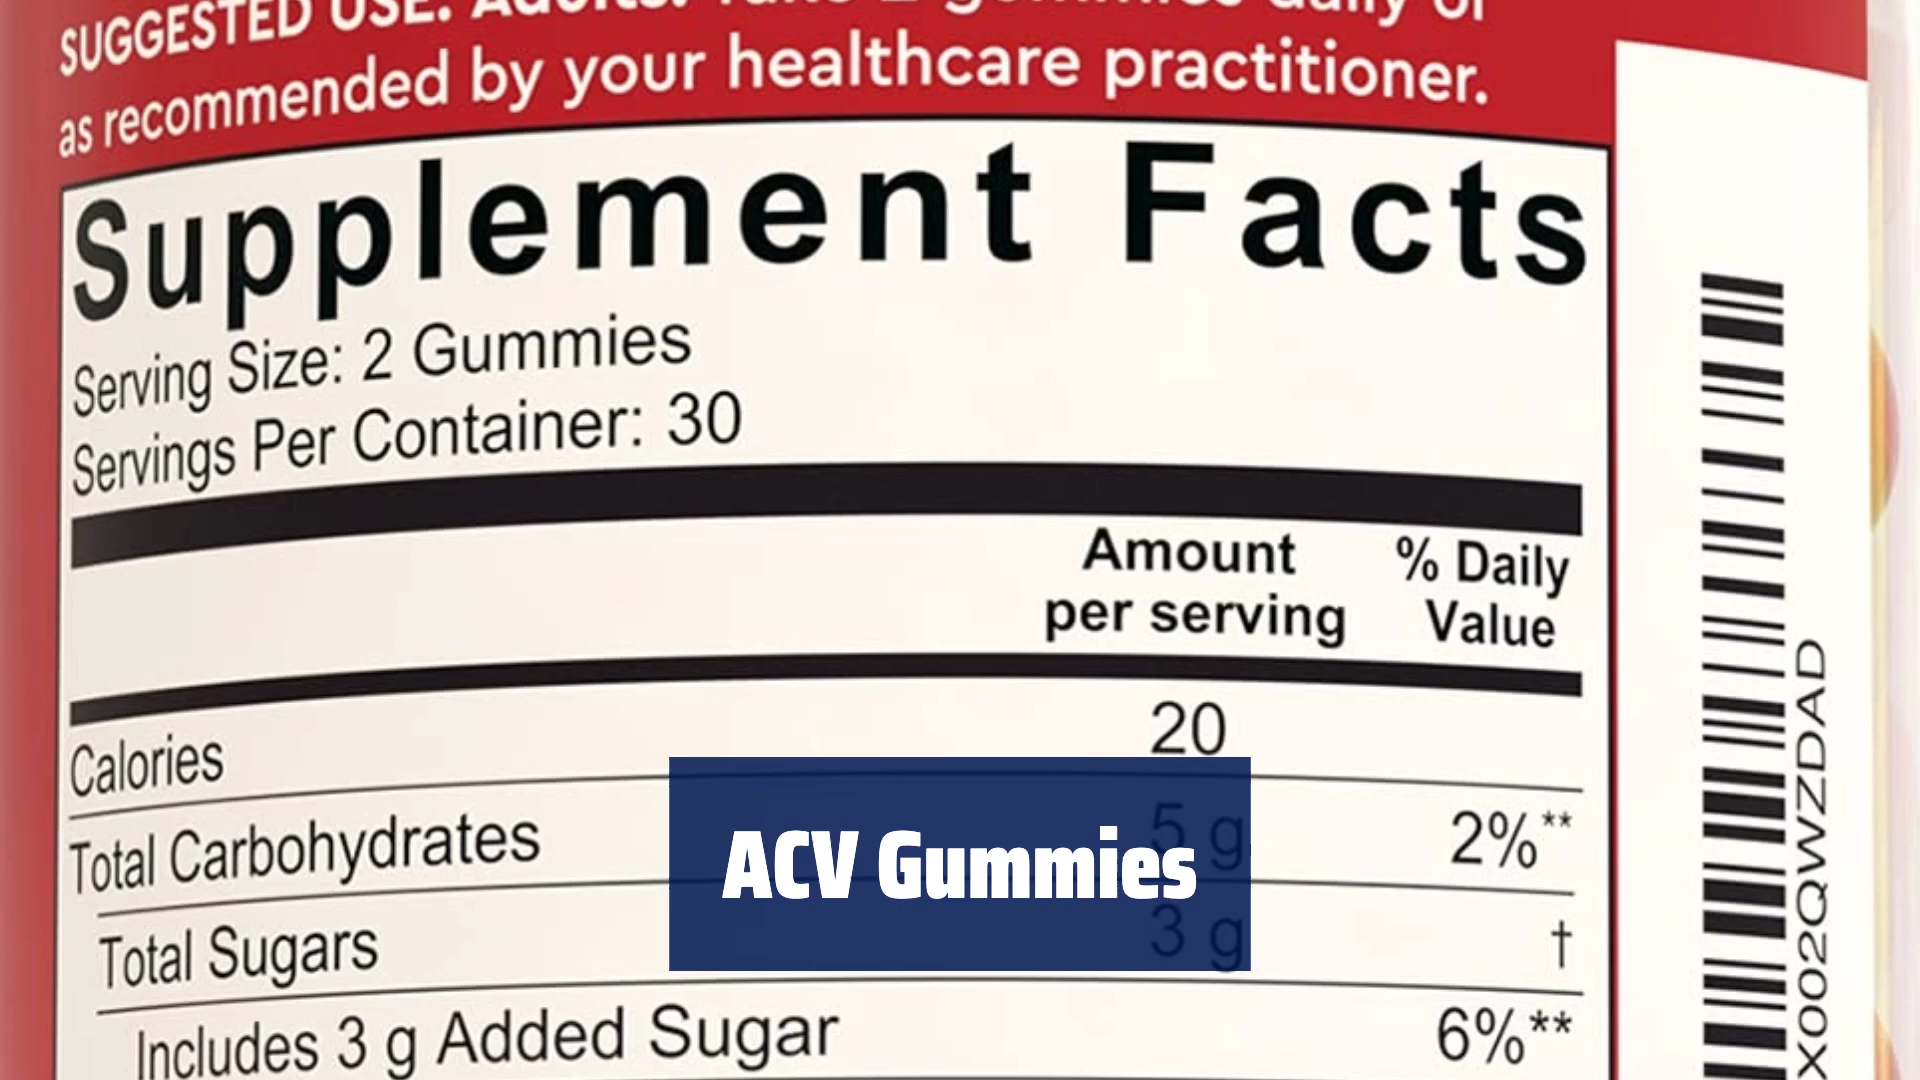 SUGGESTED USE: Adults: Take 2 gummies daily or
as recommended by your healthcare practitioner.
Supplement Facts
Serving Size: 2 Gummies
Servings Per Container: 30
Amount per serving
% Daily Value
Calories 20
Total Carbohydrates 5 g 2%**
Total Sugars 3 g †
Includes 3 g Added Sugar 6%**
ACV Gummies
X002QWZDAD